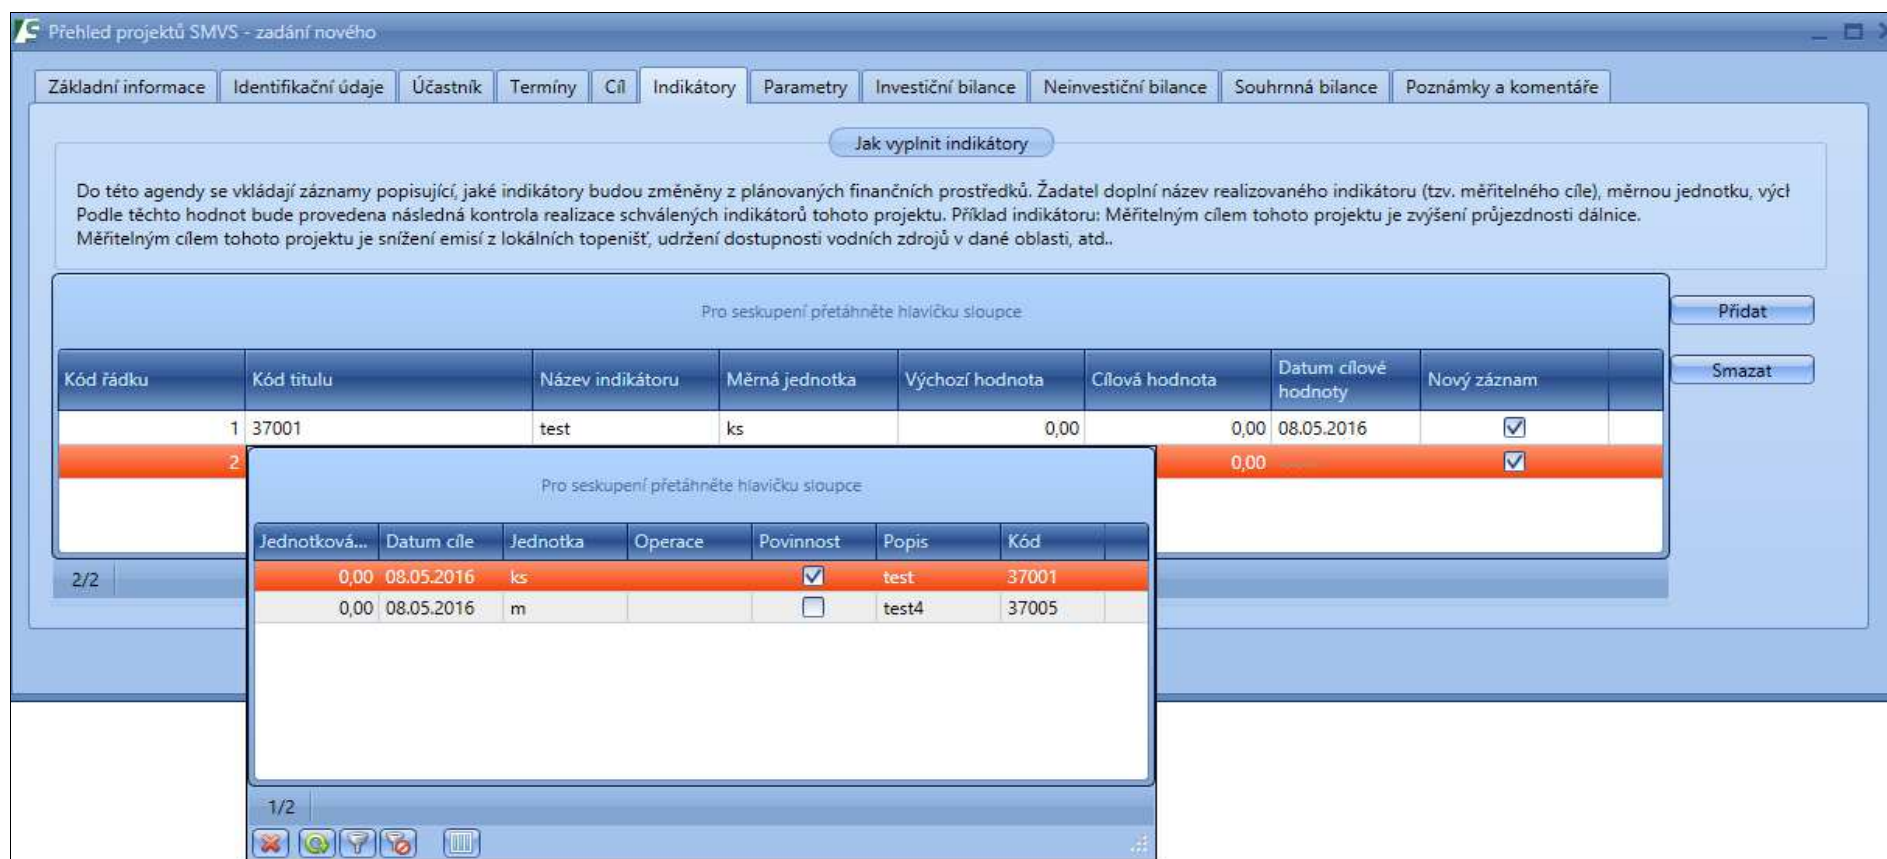 Přehled projektů SMVS - zadání nového
Základní informace Identifikační údaje Účastník Termíny Cíl Indikátory Parametry Investiční bilance Neinvestiční bilance Souhrnná bilance Poznámky a komentáře
Jak vyplnit indikátory
Do této agendy se vkládají záznamy popisující, jaké indikátory budou změněny z plánovaných finančních prostředků. Žadatel doplní název realizovaného indikátoru (tzv. měřitelného cíle), měrnou jednotku, výcl
Podle těchto hodnot bude provedena následná kontrola realizace schválených indikátorů tohoto projektu. Příklad indikátoru: Měřitelným cílem tohoto projektu je zvýšení průjezdnosti dálnice.
Měřitelným cílem tohoto projektu je snížení emisí z lokálních topenišť, udržení dostupnosti vodních zdrojů v dané oblasti, atd..
Pro seskupení přetáhněte hlavičku sloupce
Přidat
Smazat
Kód řádku Kód titulu Název indikátoru Měrná jednotka Výchozí hodnota Cílová hodnota Datum cílové hodnoty Nový záznam
1 37001 test ks 0,00 0,00 08.05.2016
2 0,00
2/2
Pro seskupení přetáhněte hlavičku sloupce
Jednotková... Datum cíle Jednotka Operace Povinnost Popis Kód
0,00 08.05.2016 ks test 37001
0,00 08.05.2016 m test4 37005
1/2